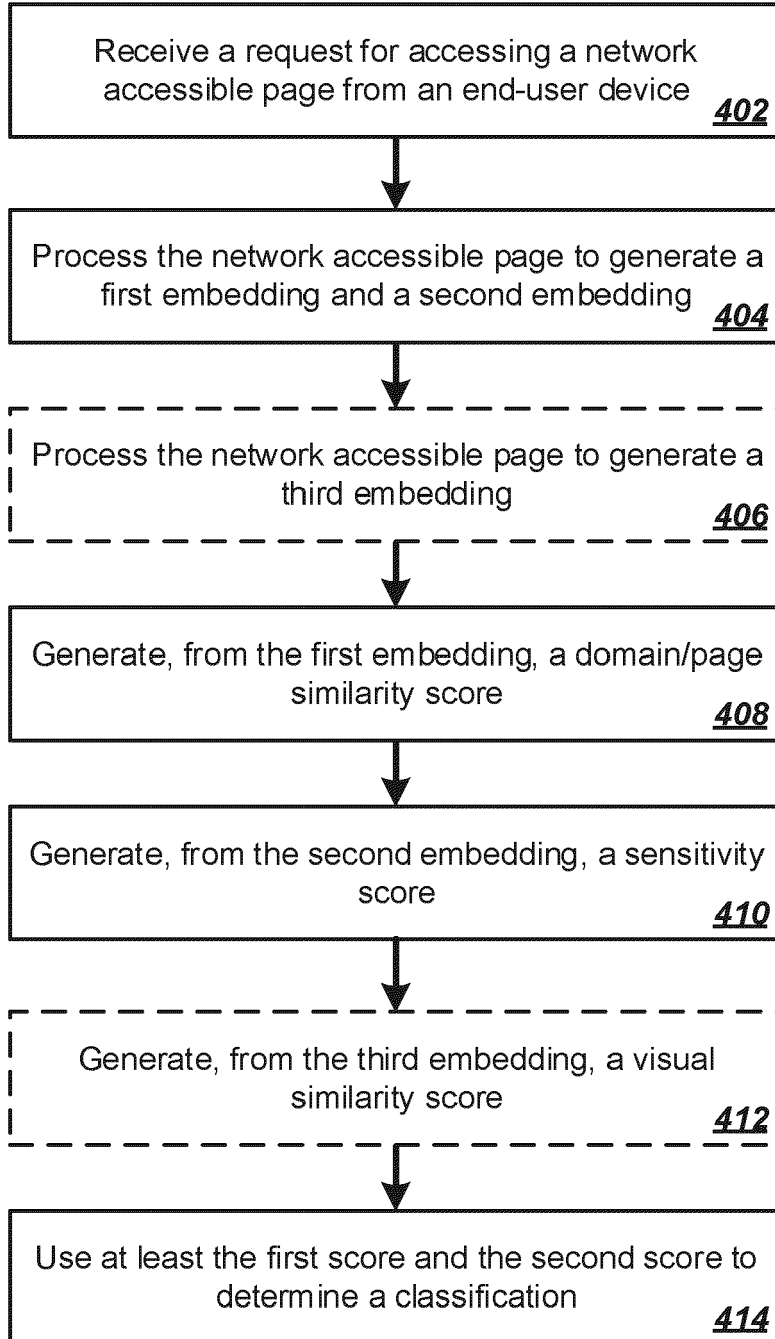 Receive a request for accessing a network
accessible page from an end-user device
402
Process the network accessible page to generate a
first embedding and a second embedding
404
Process the network accessible page to generate a
third embedding
406
Generate, from the first embedding, a domain/page
similarity score
408
Generate, from the second embedding, a sensitivity
score
410
Generate, from the third embedding, a visual
similarity score
412
Use at least the first score and the second score to
determine a classification
414